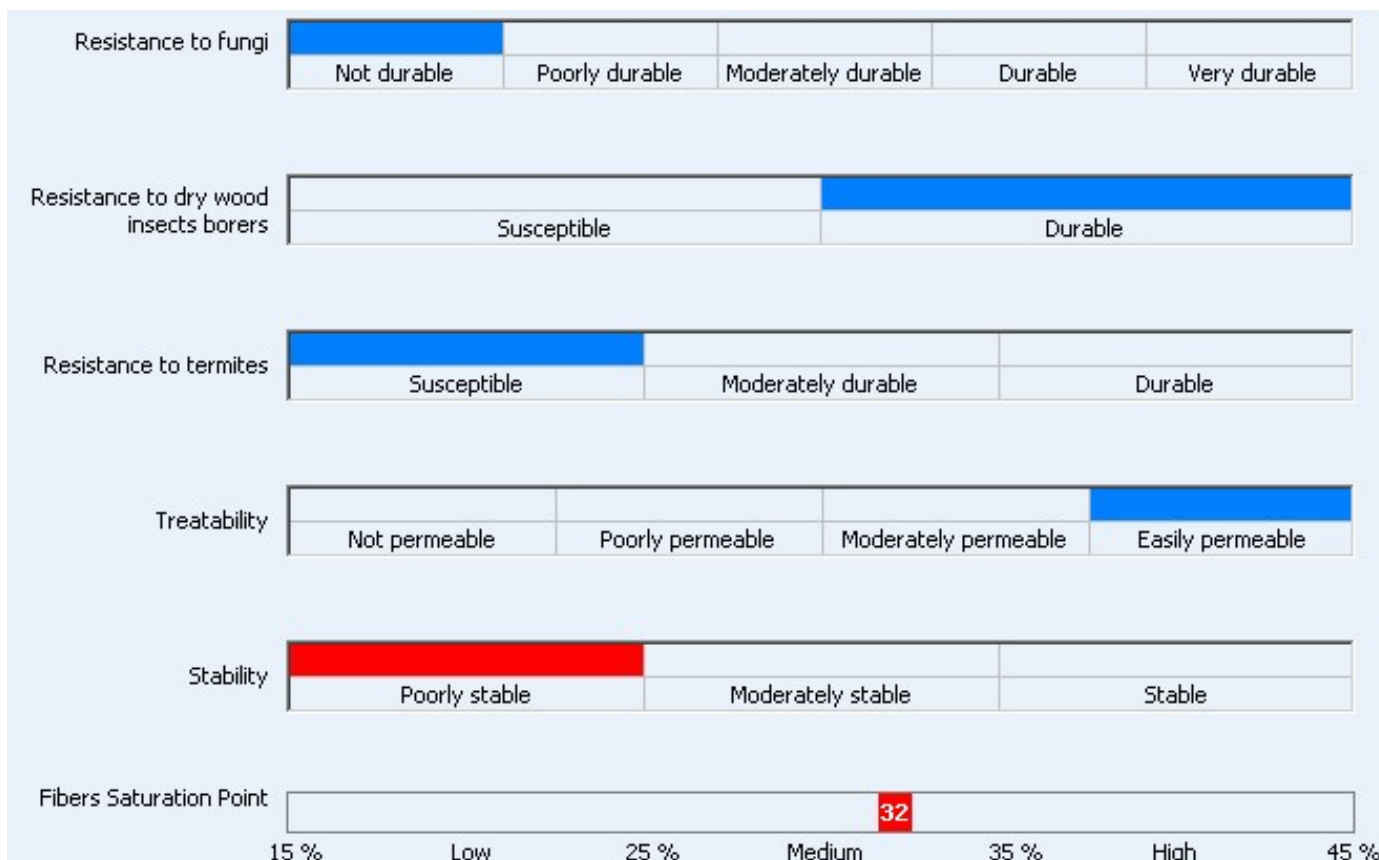 Resistance to fungi
Not durable Poorly durable Moderately durable Durable Very durable
Resistance to dry wood
insects borers
Susceptible Durable
Resistance to termites
Susceptible Moderately durable Durable
Treatability
Not permeable Poorly permeable Moderately permeable Easily permeable
Stability
Poorly stable Moderately stable Stable
Fibers Saturation Point
32
15 % Low 25 % Medium 35 % High 45 %